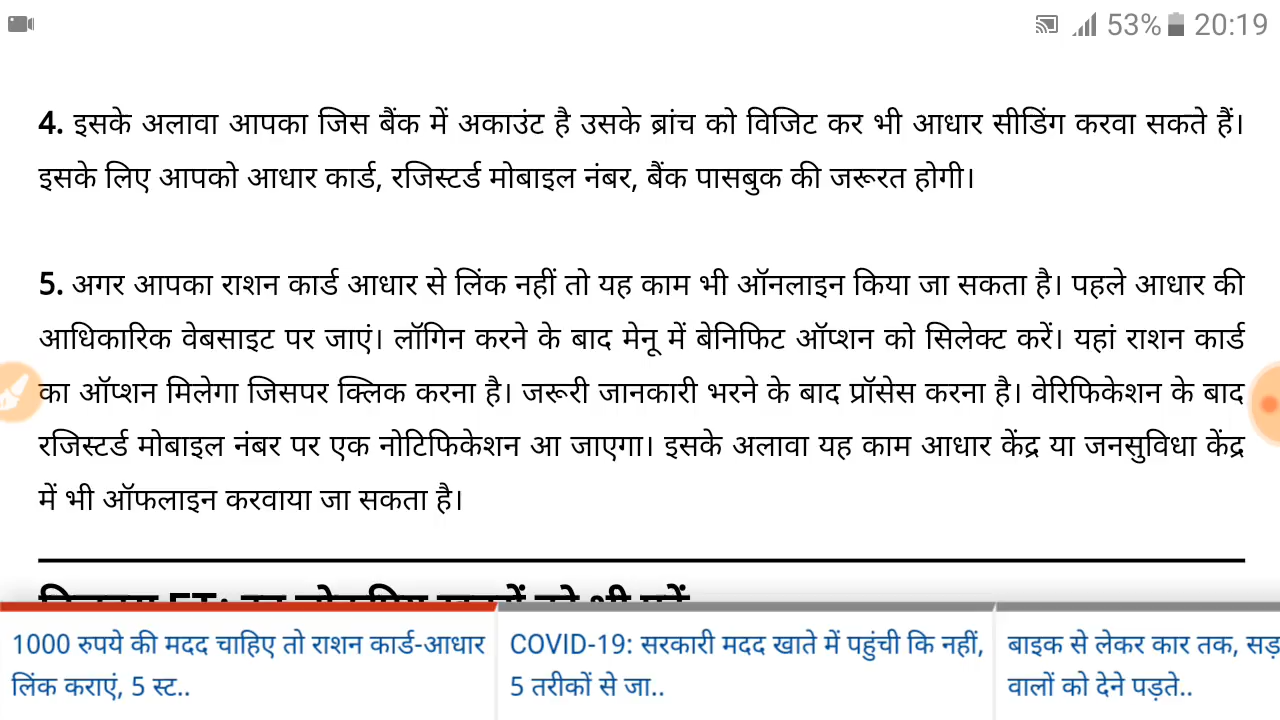 53% 20:19
4. इसके अलावा आपका जिस बैंक में अकाउंट है उसके ब्रांच को विजिट कर भी आधार सीडिंग करवा सकते हैं।
इसके लिए आपको आधार कार्ड, रजिस्टर्ड मोबाइल नंबर, बैंक पासबुक की जरूरत होगी।
5. अगर आपका राशन कार्ड आधार से लिंक नहीं तो यह काम भी ऑनलाइन किया जा सकता है। पहले आधार की
आधिकारिक वेबसाइट पर जाएं। लॉगिन करने के बाद मेनू में बेनिफिट ऑप्शन को सिलेक्ट करें। यहां राशन कार्ड
का ऑप्शन मिलेगा जिसपर क्लिक करना है। जरूरी जानकारी भरने के बाद प्रॉसेस करना है। वेरिफिकेशन के बाद
रजिस्टर्ड मोबाइल नंबर पर एक नोटिफिकेशन आ जाएगा। इसके अलावा यह काम आधार केंद्र या जनसुविधा केंद्र
में भी ऑफलाइन करवाया जा सकता है।
1000 रुपये की मदद चाहिए तो राशन कार्ड-आधार
लिंक कराएं, 5 स्ट..
COVID-19: सरकारी मदद खाते में पहुंची कि नहीं,
5 तरीकों से जा..
बाइक से लेकर कार तक, सड़
वालों को देने पड़ते..